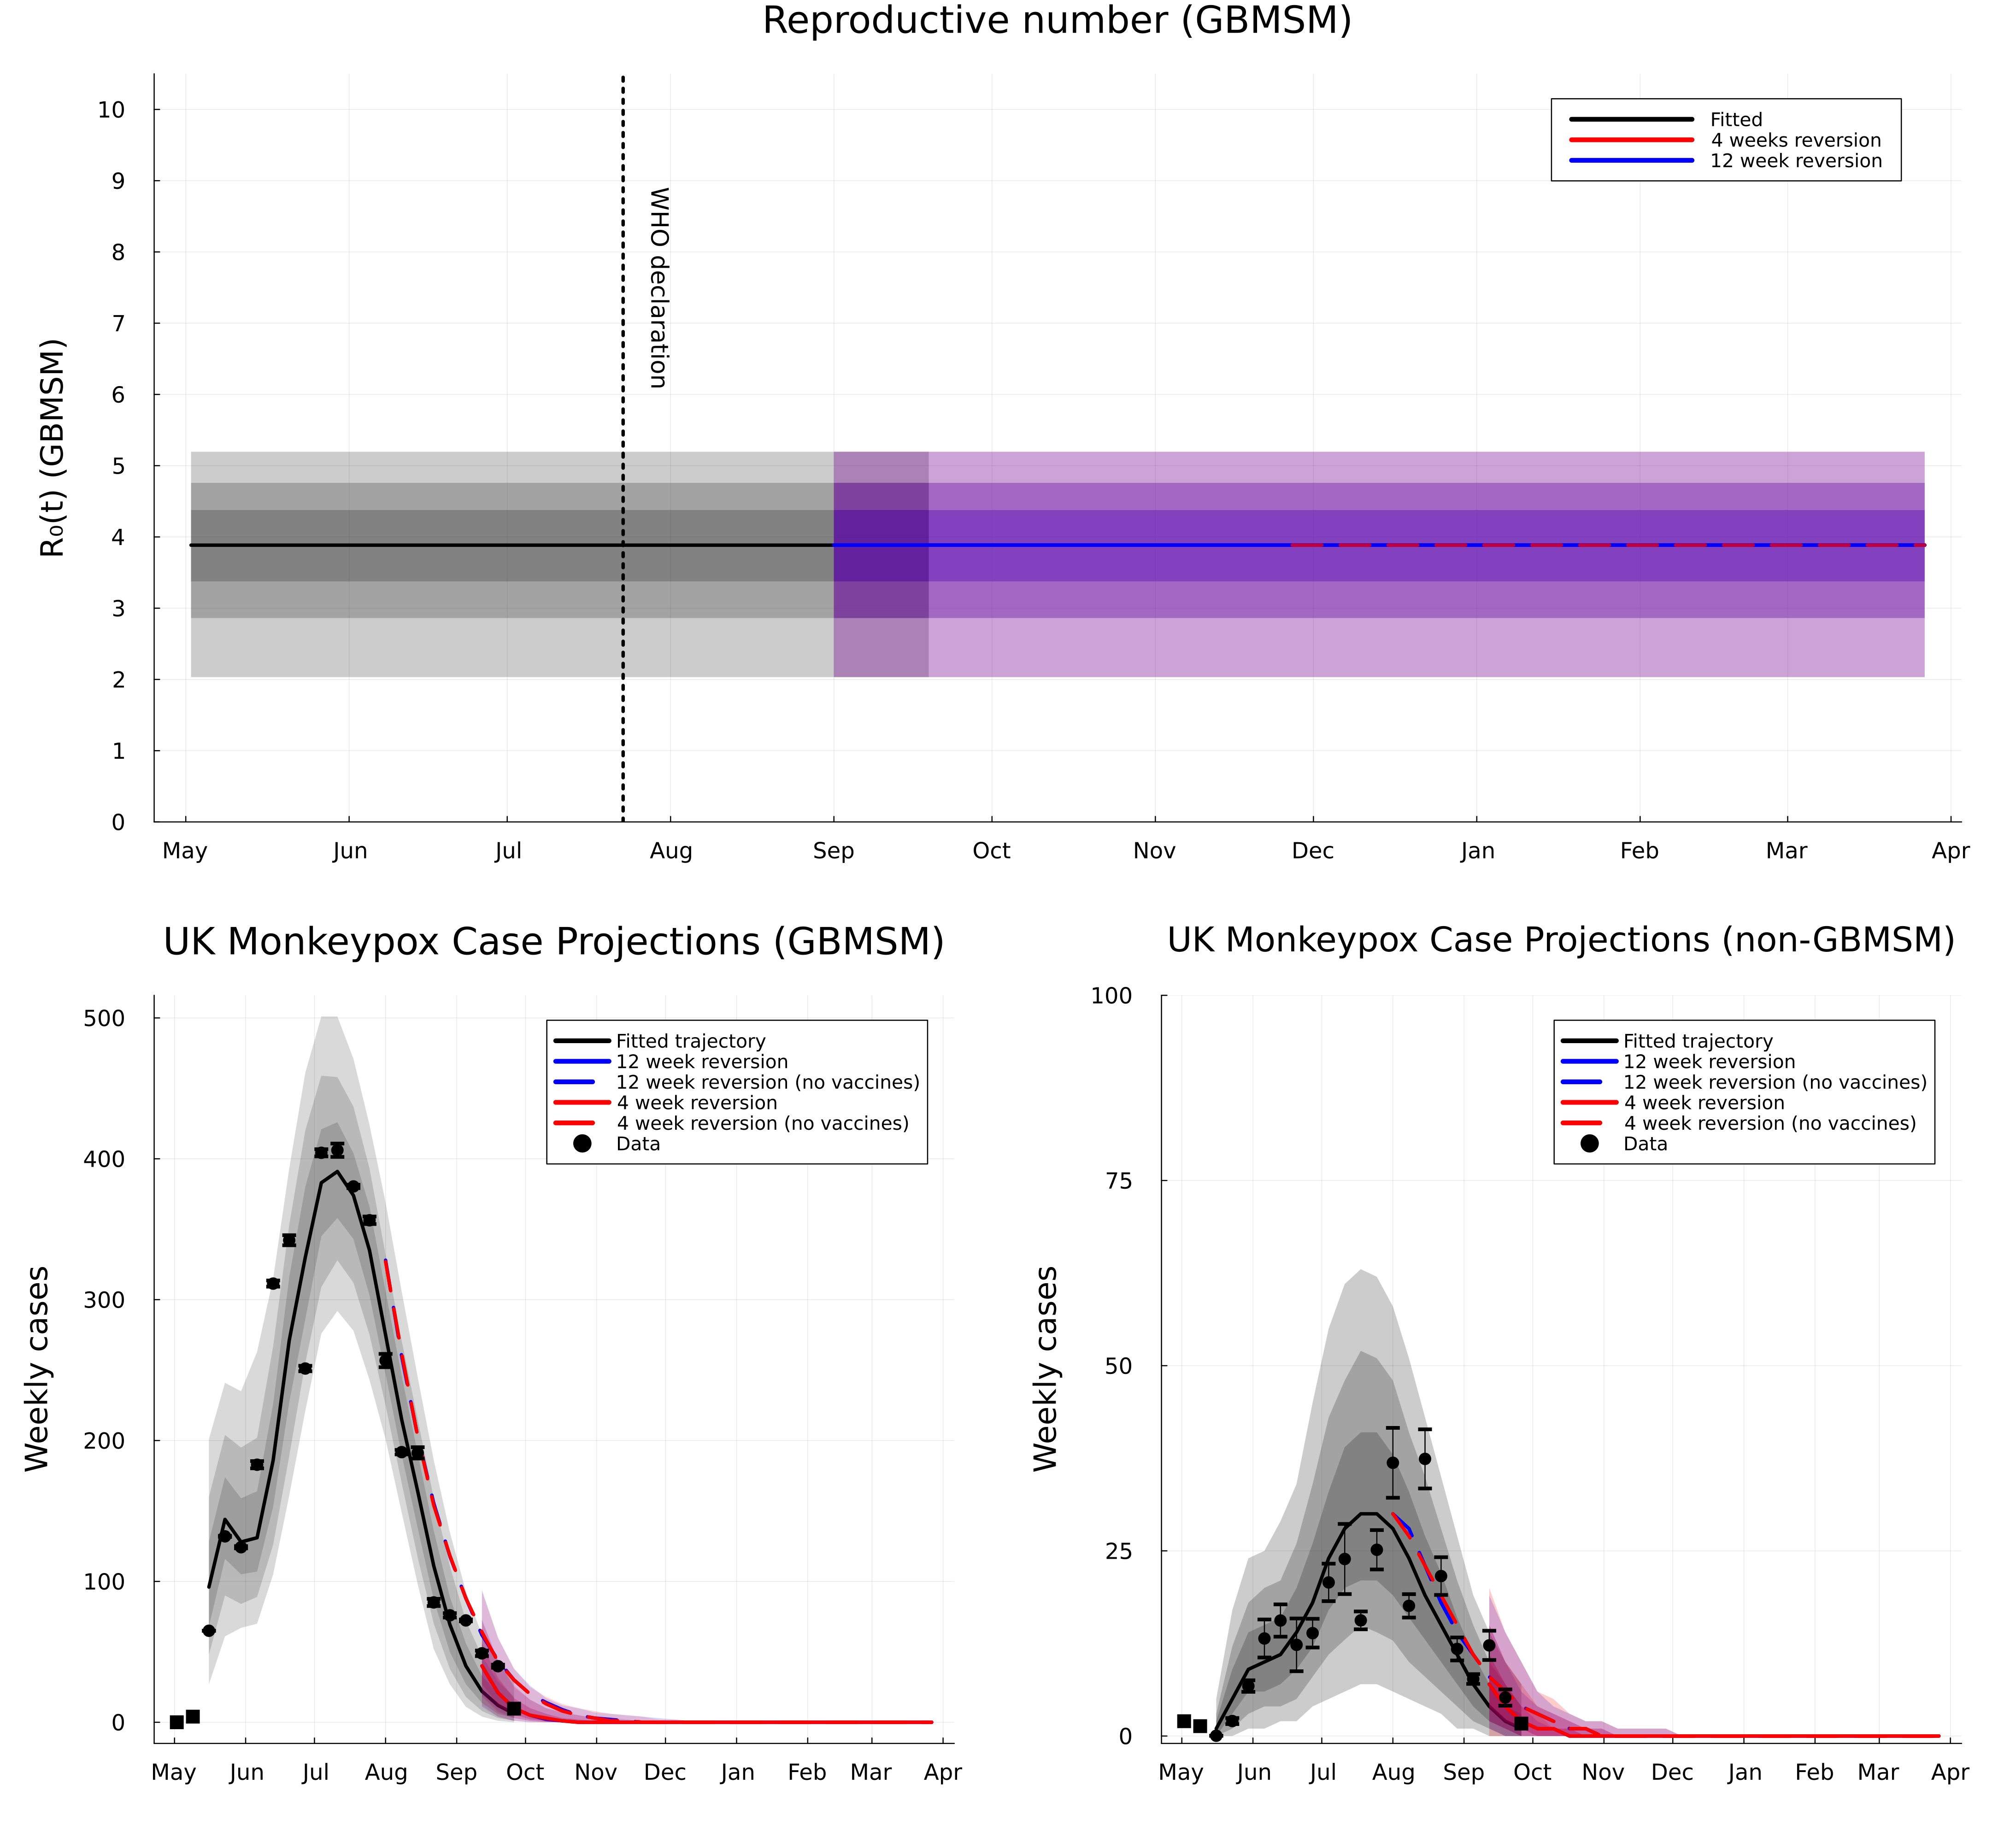 Reproductive number (GBMSM)
R₀(t) (GBMSM)
10
9
8
7
6
5
4
3
2
1
0
WHO declaration
Fitted
4 weeks reversion
12 week reversion
May Jun Jul Aug Sep Oct Nov Dec Jan Feb Mar Apr
UK Monkeypox Case Projections (GBMSM)
Weekly cases
500
400
300
200
100
0
Fitted trajectory
12 week reversion
12 week reversion (no vaccines)
4 week reversion
4 week reversion (no vaccines)
Data
May Jun Jul Aug Sep Oct Nov Dec Jan Feb Mar Apr
UK Monkeypox Case Projections (non-GBMSM)
Weekly cases
100
75
50
25
0
Fitted trajectory
12 week reversion
12 week reversion (no vaccines)
4 week reversion
4 week reversion (no vaccines)
Data
May Jun Jul Aug Sep Oct Nov Dec Jan Feb Mar Apr